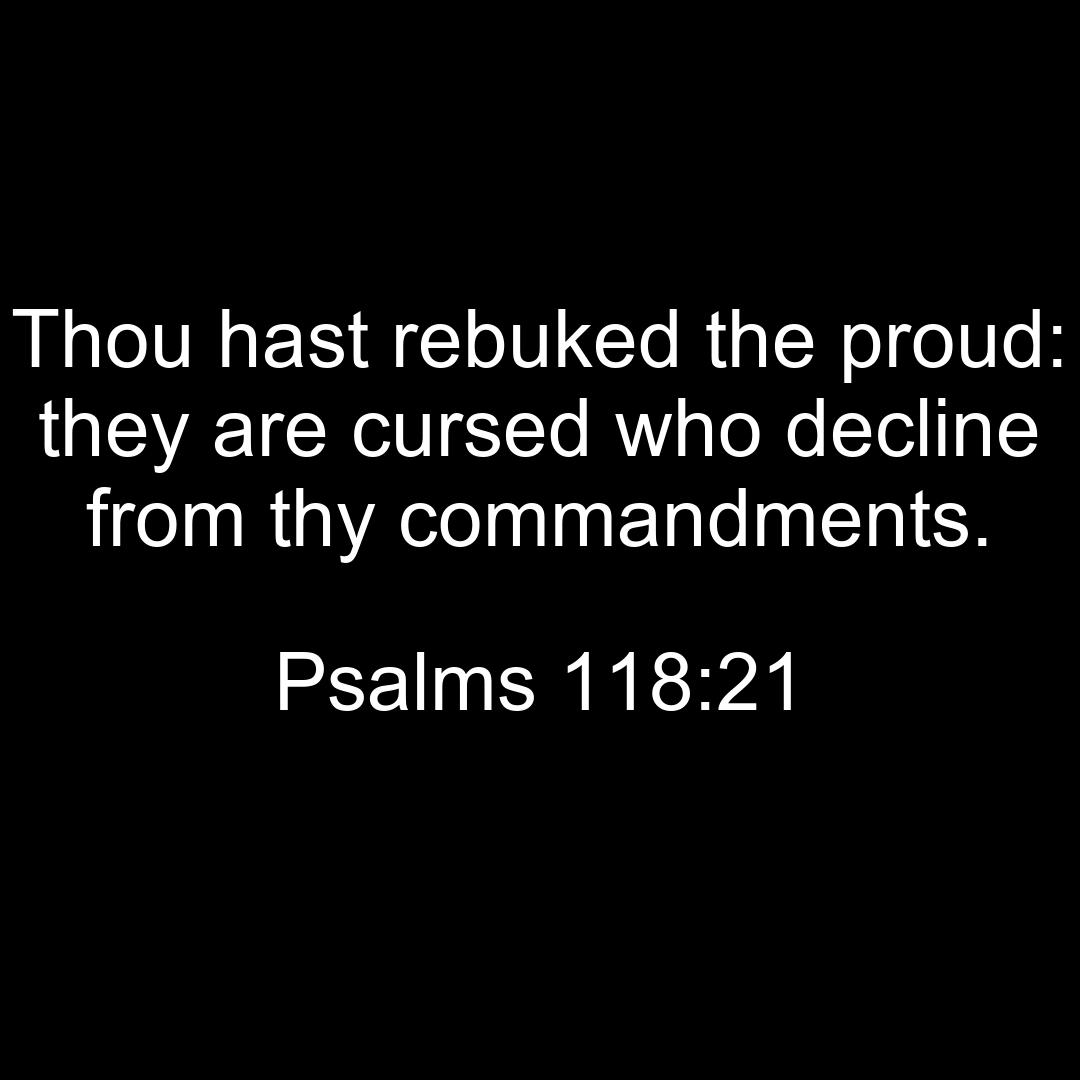 Thou hast rebuked the proud:
they are cursed who decline
from thy commandments.
Psalms 118:21